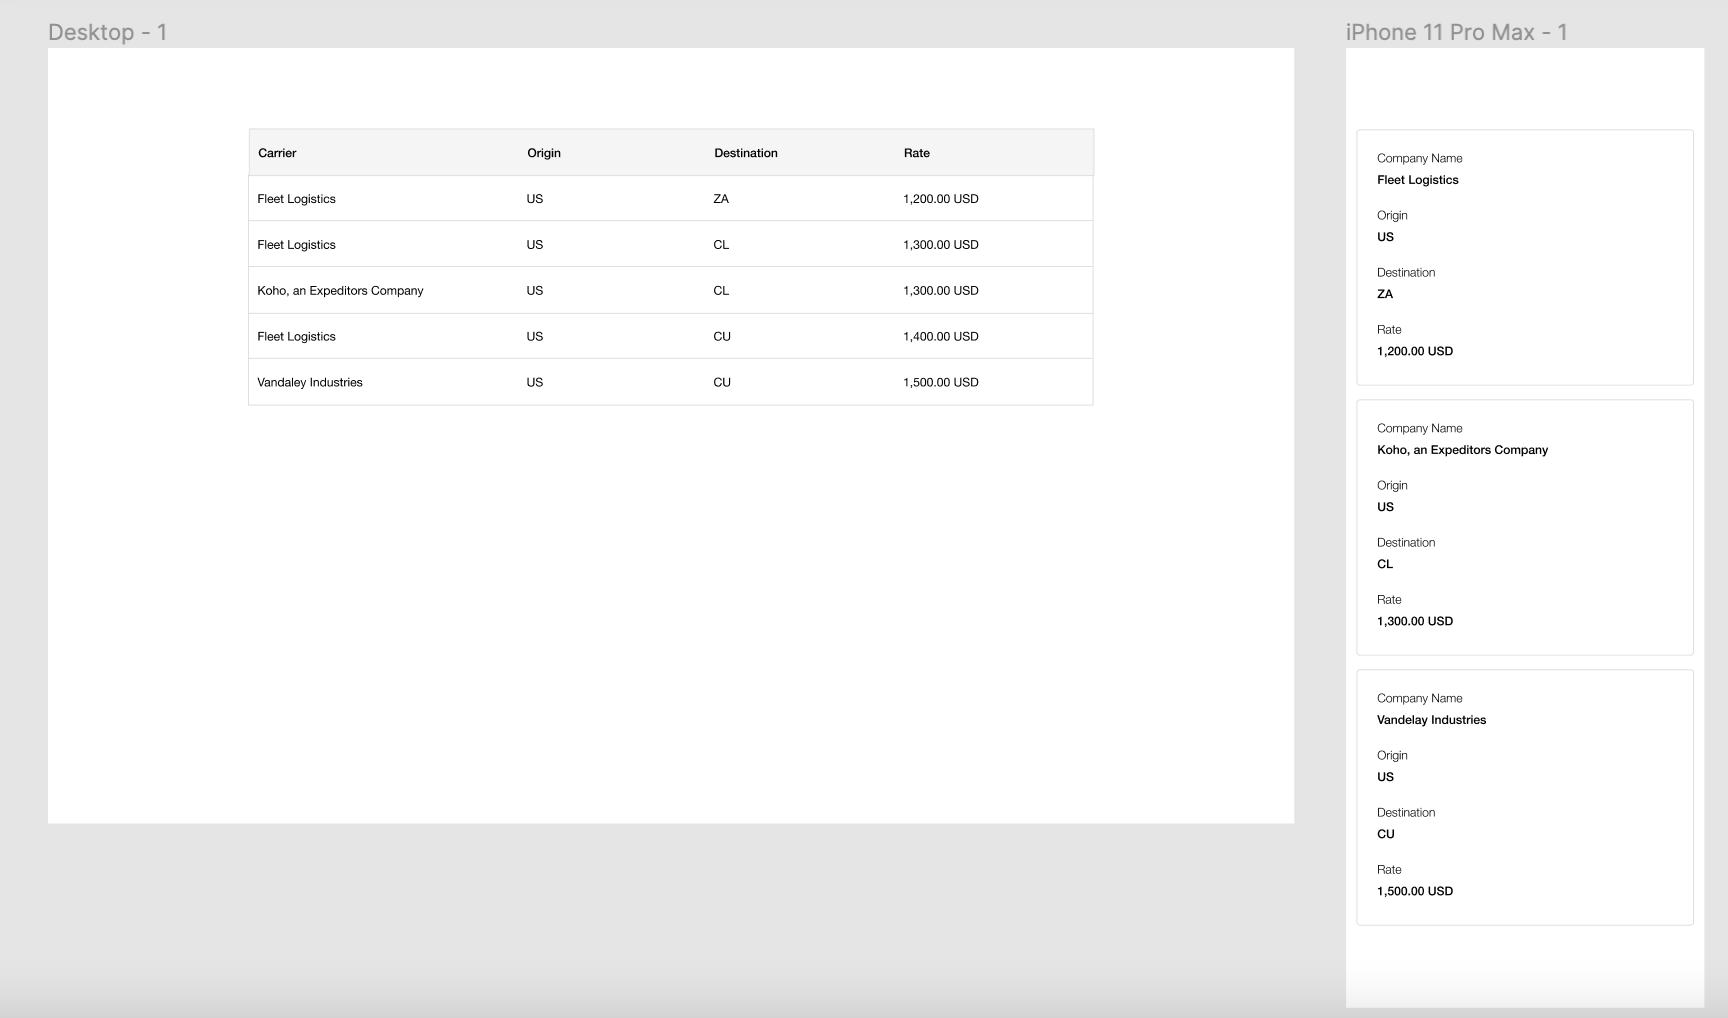 Desktop - 1
Carrier Origin Destination Rate
Fleet Logistics US ZA 1,200.00 USD
Fleet Logistics US CL 1,300.00 USD
Koho, an Expeditors Company US CL 1,300.00 USD
Fleet Logistics US CU 1,400.00 USD
Vandaley Industries US CU 1,500.00 USD
iPhone 11 Pro Max - 1
Company Name
Fleet Logistics
Origin
US
Destination
ZA
Rate
1,200.00 USD
Company Name
Koho, an Expeditors Company
Origin
US
Destination
CL
Rate
1,300.00 USD
Company Name
Vandelay Industries
Origin
US
Destination
CU
Rate
1,500.00 USD